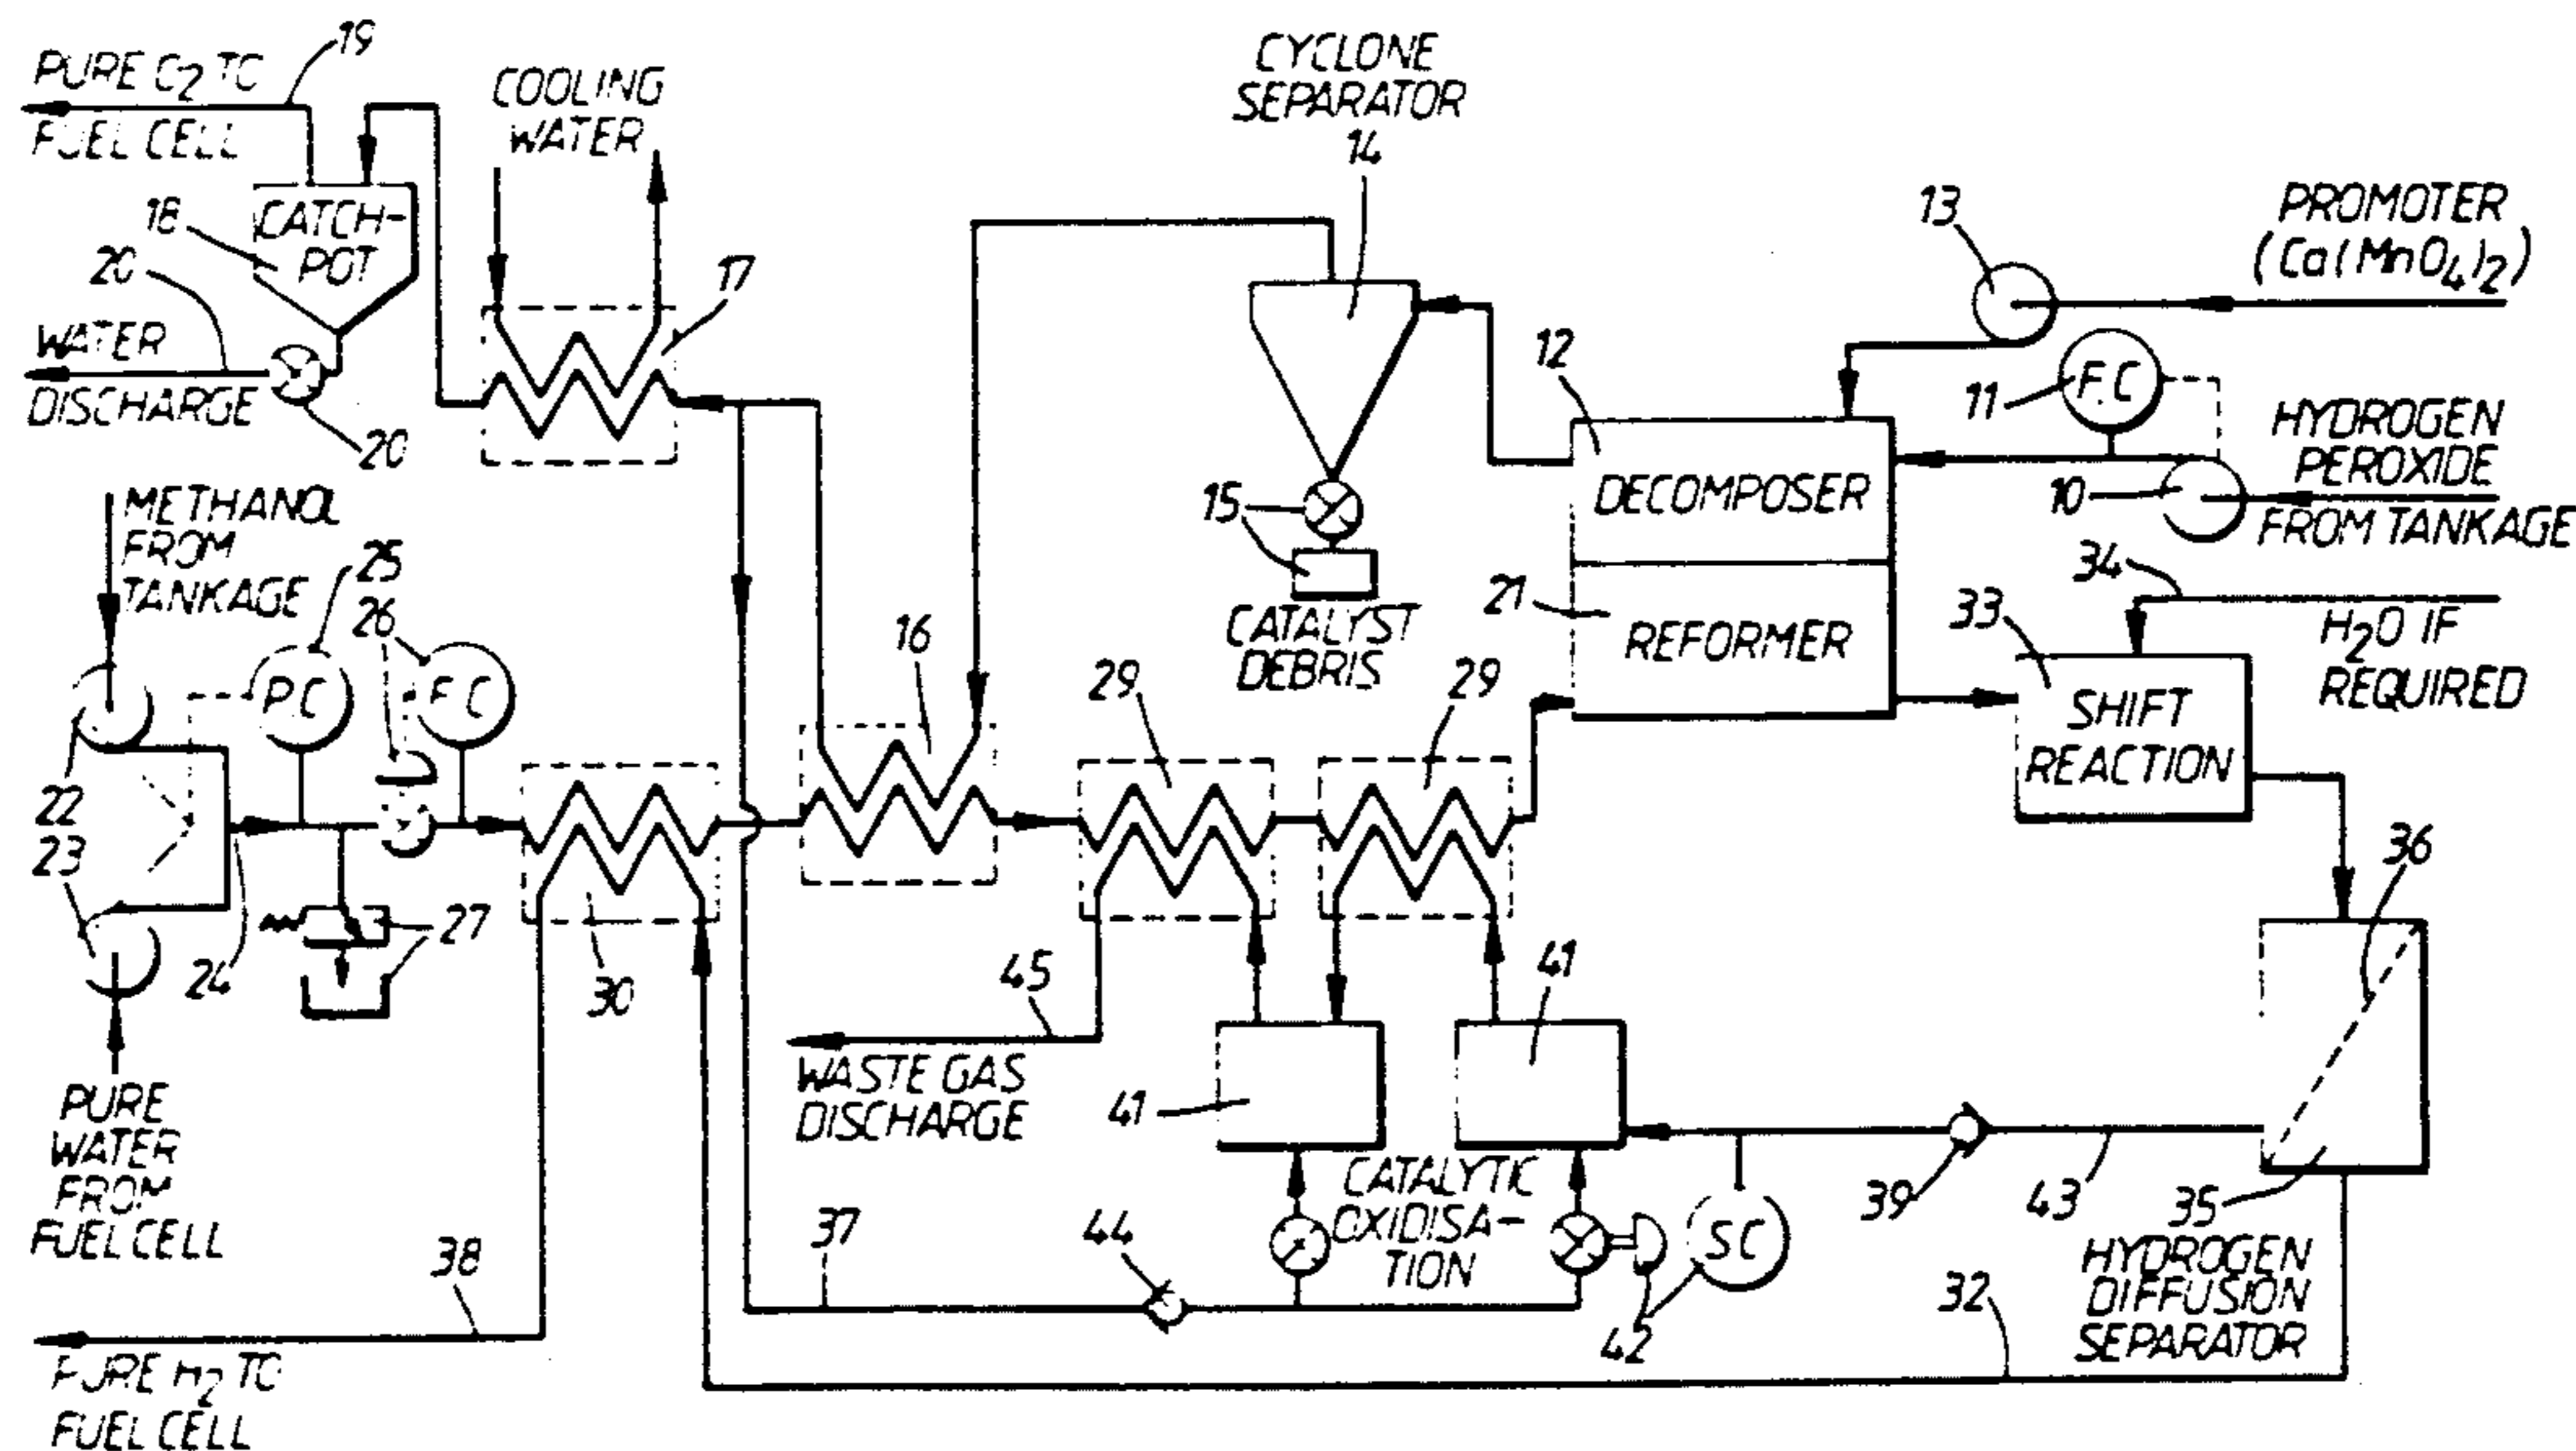 19
PURE C2 TO
FUEL CELL
COOLING
WATER
CYCLONE
SEPARATOR
14
18
CATCH-
POT
20
WATER
DISCHARGE
20
17
13
PROMOTER
(Ca(MnO4)2)
12
11
F.C
HYDROGEN
PEROXIDE
FROM TANKAGE
10
15
CATALYST
DEBRIS
DECOMPOSER
21
REFORMER
34
H2O IF
REQUIRED
33
SHIFT
REACTION
METHANOL
FROM
TANKAGE
25
26
P.C
F.C
22
23
24
27
30
16
29
29
45
WASTE GAS
DISCHARGE
41
41
CATALYTIC
OXIDISA-
TION
36
39
43
35
HYDROGEN
DIFFUSION
SEPARATOR
PURE
WATER
FROM
FUEL CELL
38
37
44
S.C
42
32
PURE H2 TO
FUEL CELL